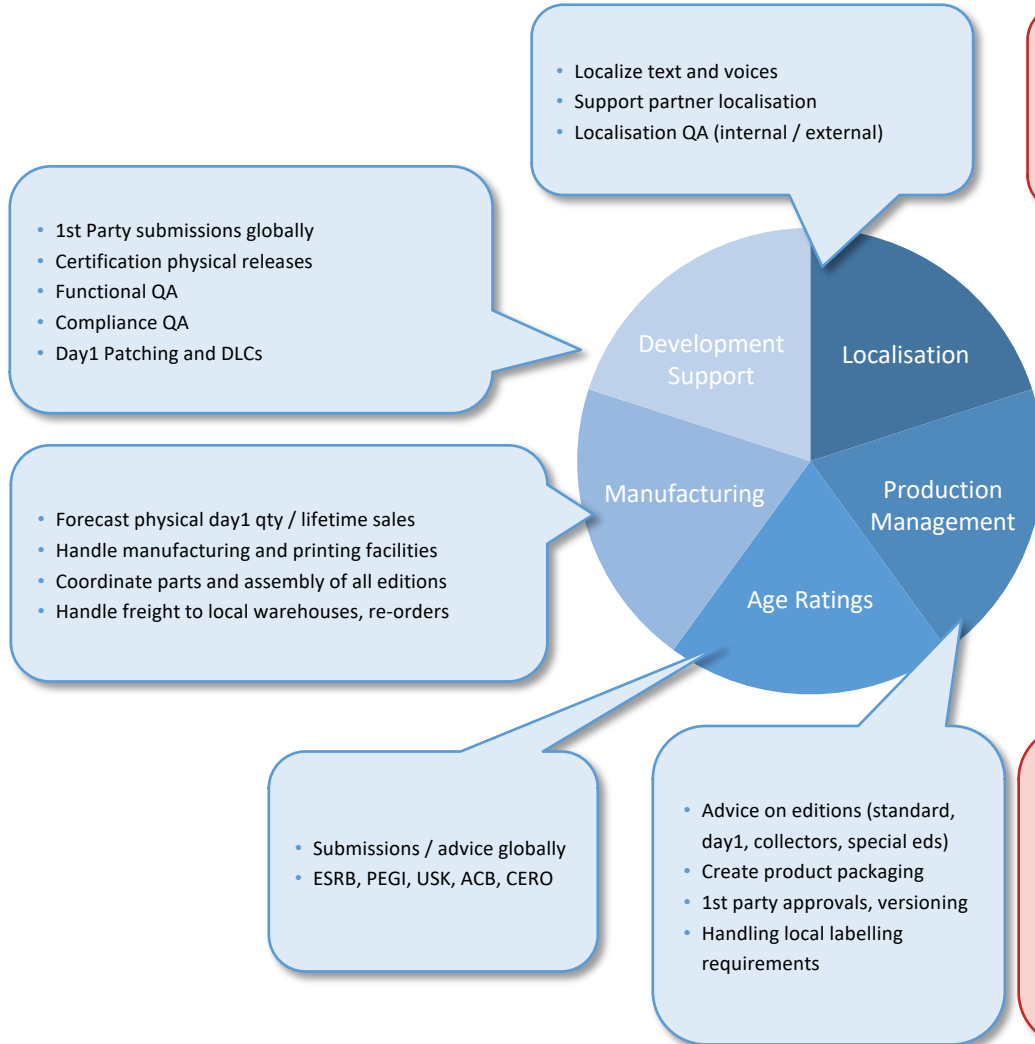 • Localize text and voices
• Support partner localisation
• Localisation QA (internal / external)
• 1st Party submissions globally
• Certification physical releases
• Functional QA
• Compliance QA
• Day1 Patching and DLCs
Development
Support
Localisation
• Forecast physical day1 qty / lifetime sales
• Handle manufacturing and printing facilities
• Coordinate parts and assembly of all editions
• Handle freight to local warehouses, re-orders
Manufacturing
Production
Management
Age Ratings
• Submissions / advice globally
• ESRB, PEGI, USK, ACB, CERO
• Advice on editions (standard,
day1, collectors, special eds)
• Create product packaging
• 1st party approvals, versioning
• Handling local labelling
requirements